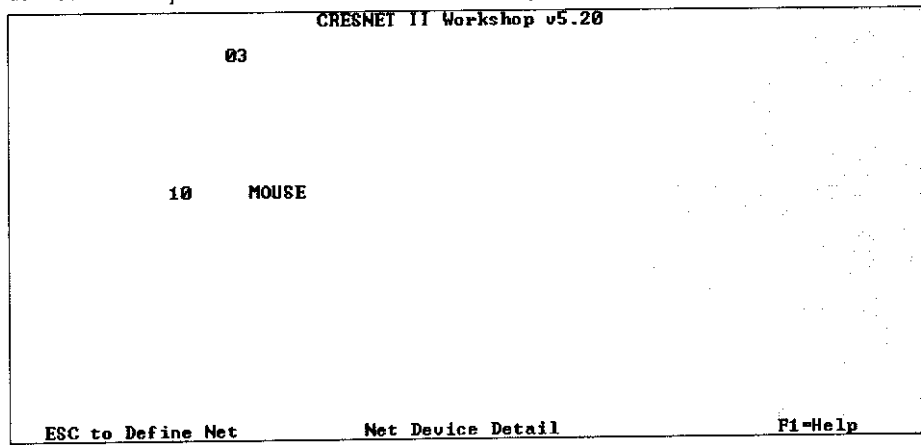 CRESNET II Workshop v5.20
03
10 MOUSE
ESC to Define Net Net Device Detail F1=Help